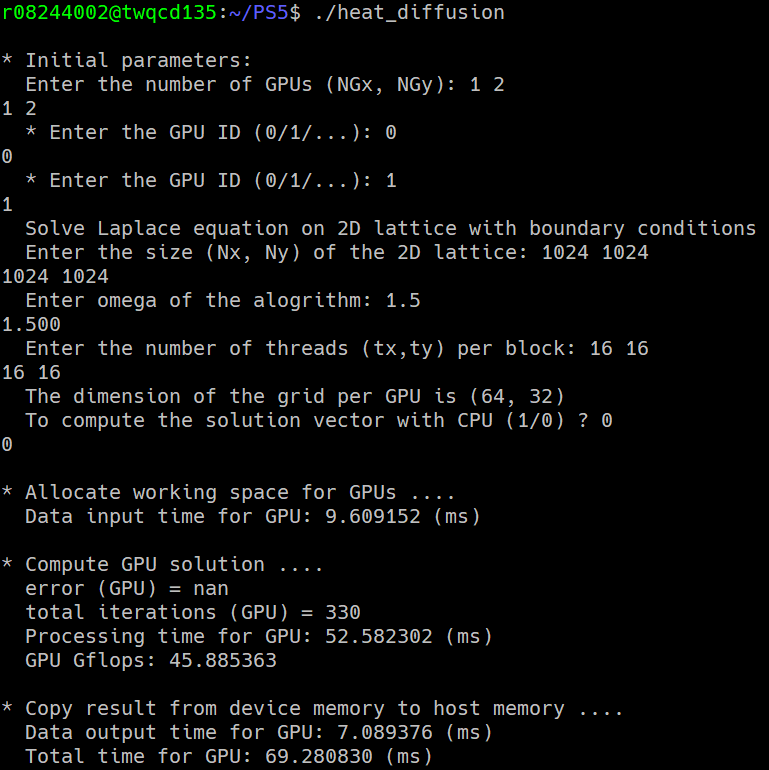 r08244002@twqcd135:~/PS5$ ./heat_diffusion
* Initial parameters:
Enter the number of GPUs (NGx, NGy): 1 2
1 2
* Enter the GPU ID (0/1/...): 0
0
* Enter the GPU ID (0/1/...): 1
1
Solve Laplace equation on 2D lattice with boundary conditions
Enter the size (Nx, Ny) of the 2D lattice: 1024 1024
1024 1024
Enter omega of the alogrithm: 1.5
1.500
Enter the number of threads (tx,ty) per block: 16 16
16 16
The dimension of the grid per GPU is (64, 32)
To compute the solution vector with CPU (1/0) ? 0
0
* Allocate working space for GPUs ....
Data input time for GPU: 9.609152 (ms)
* Compute GPU solution ....
error (GPU) = nan
total iterations (GPU) = 330
Processing time for GPU: 52.582302 (ms)
GPU Gflops: 45.885363
* Copy result from device memory to host memory ....
Data output time for GPU: 7.089376 (ms)
Total time for GPU: 69.280830 (ms)